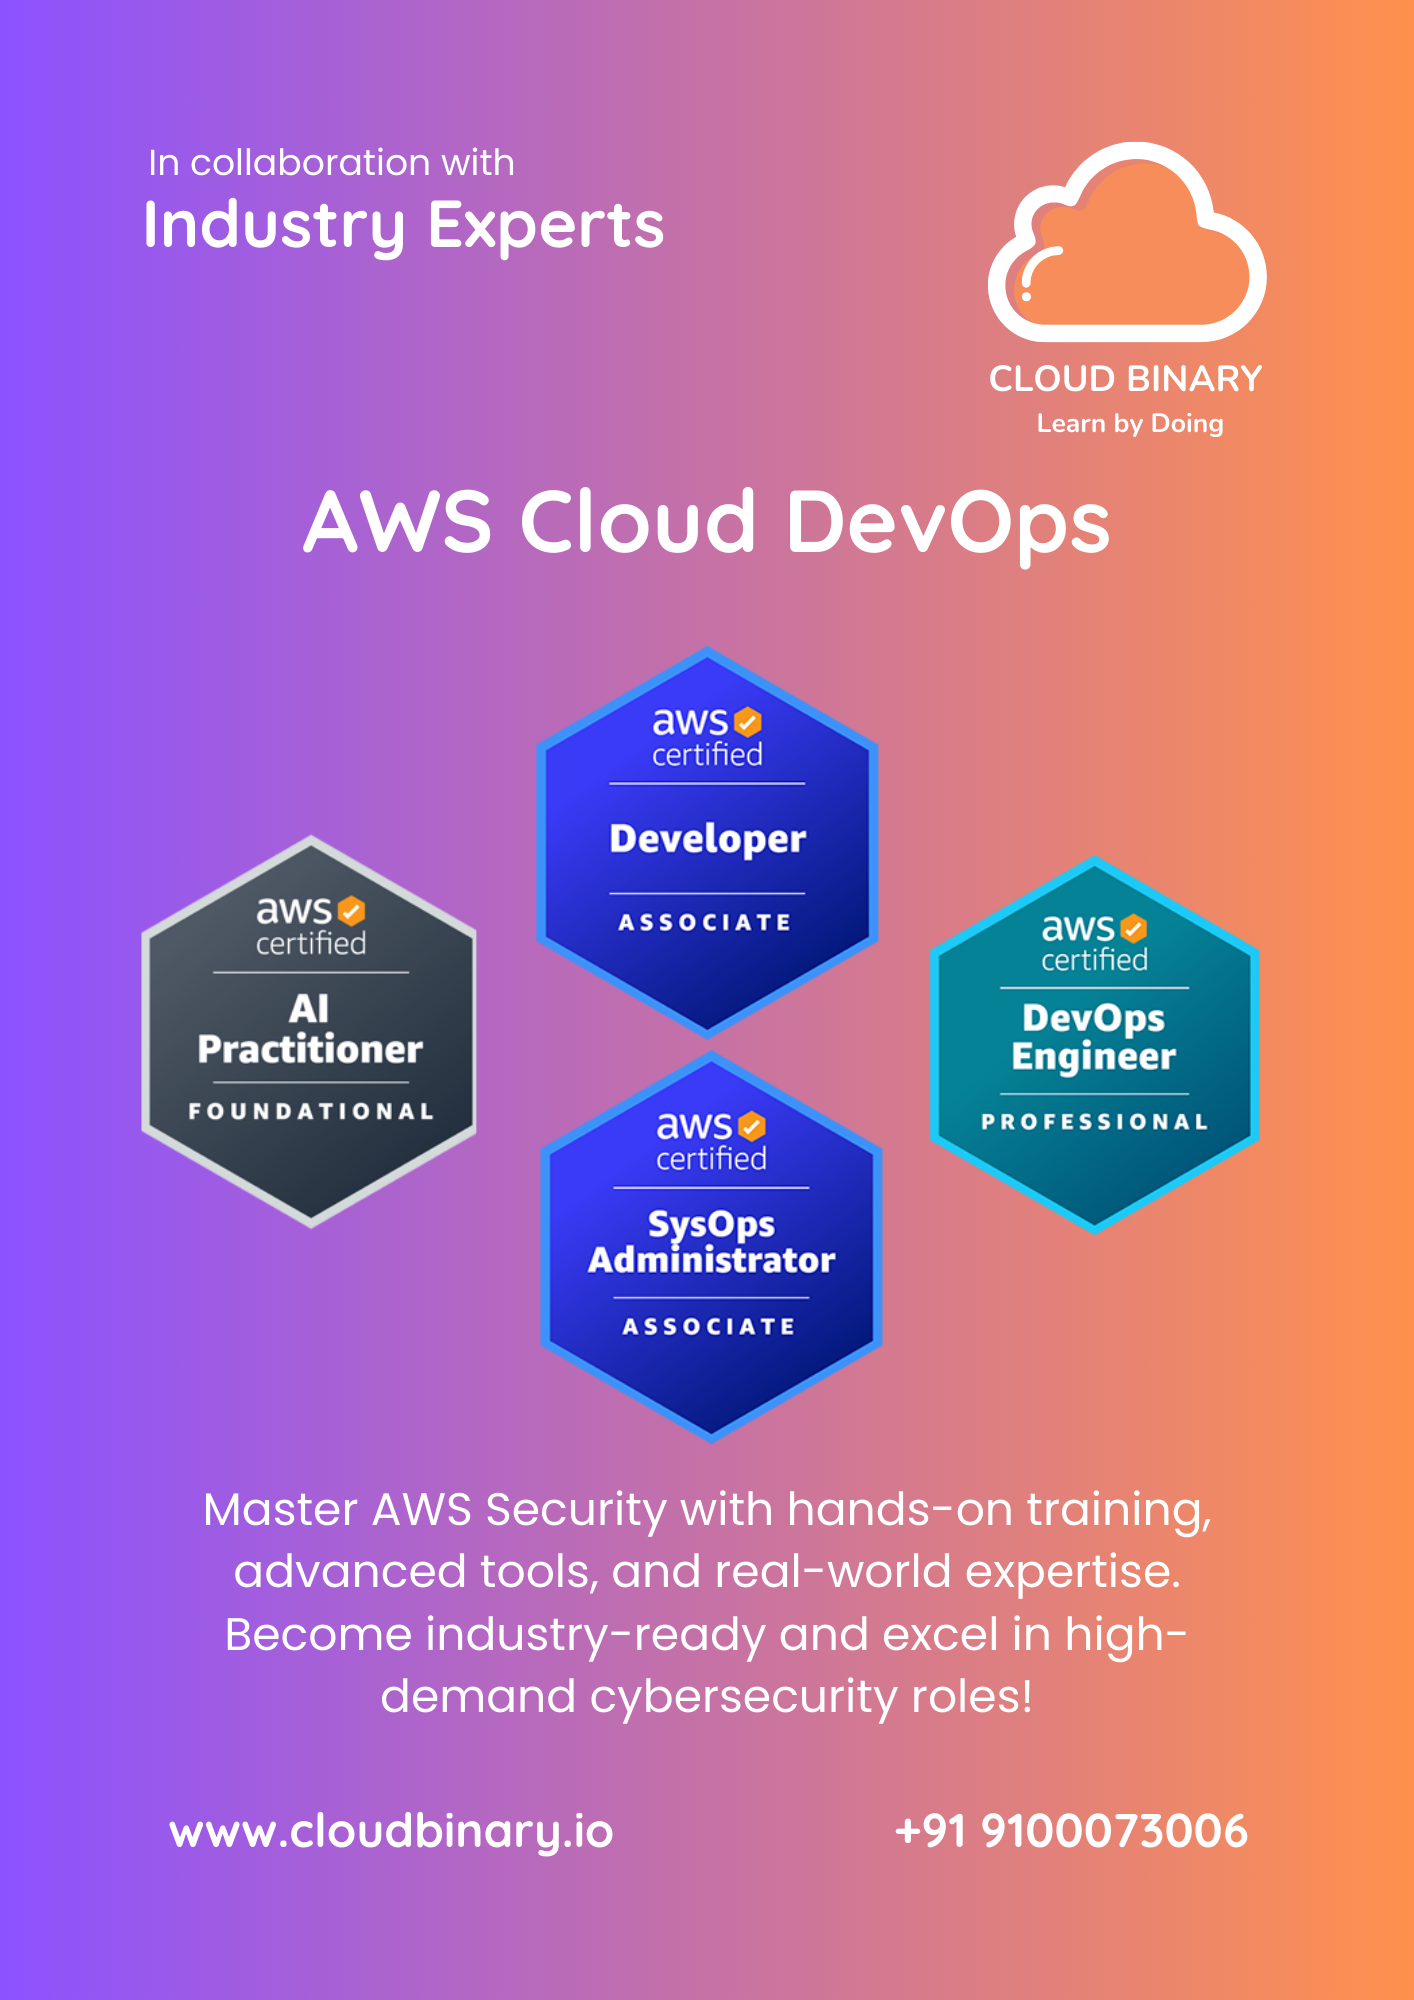 In collaboration with
Industry Experts
CLOUD BINARY
Learn by Doing
AWS Cloud DevOps
aws
certified
Developer
ASSOCIATE
aws
certified
AI
Practitioner
FOUNDATIONAL
aws
certified
DevOps
Engineer
PROFESSIONAL
aws
certified
SysOps
Administrator
ASSOCIATE
Master AWS Security with hands-on training,
advanced tools, and real-world expertise.
Become industry-ready and excel in high-
demand cybersecurity roles!
www.cloudbinary.io
+91 9100073006